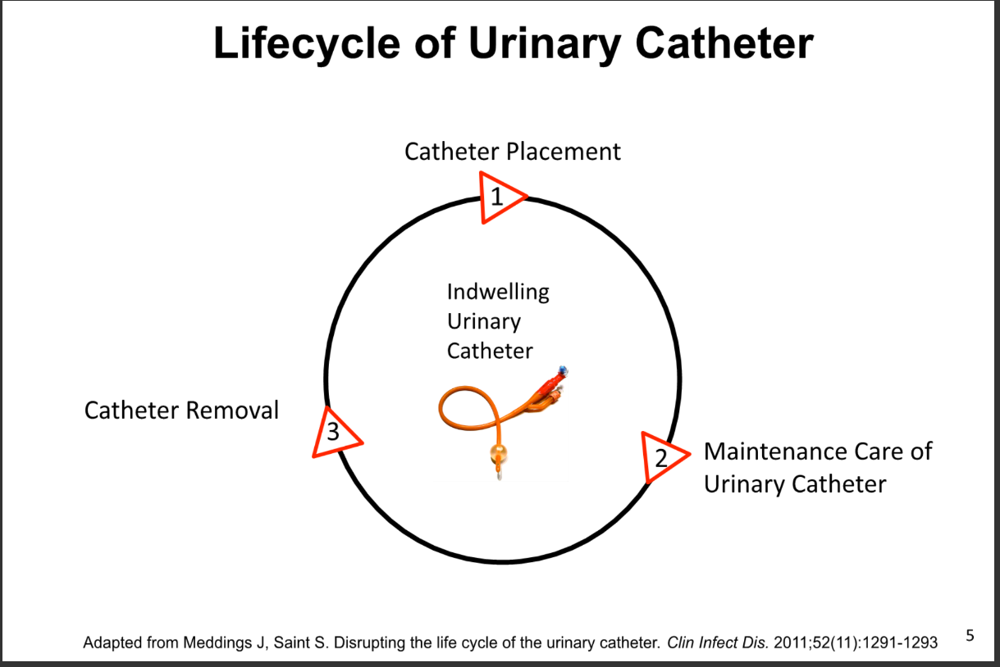 Lifecycle of Urinary Catheter
Catheter Placement
1
Indwelling
Urinary
Catheter
Catheter Removal
3
2
Maintenance Care of
Urinary Catheter
Adapted from Meddings J, Saint S. Disrupting the life cycle of the urinary catheter. Clin Infect Dis. 2011;52(11):1291-1293
5